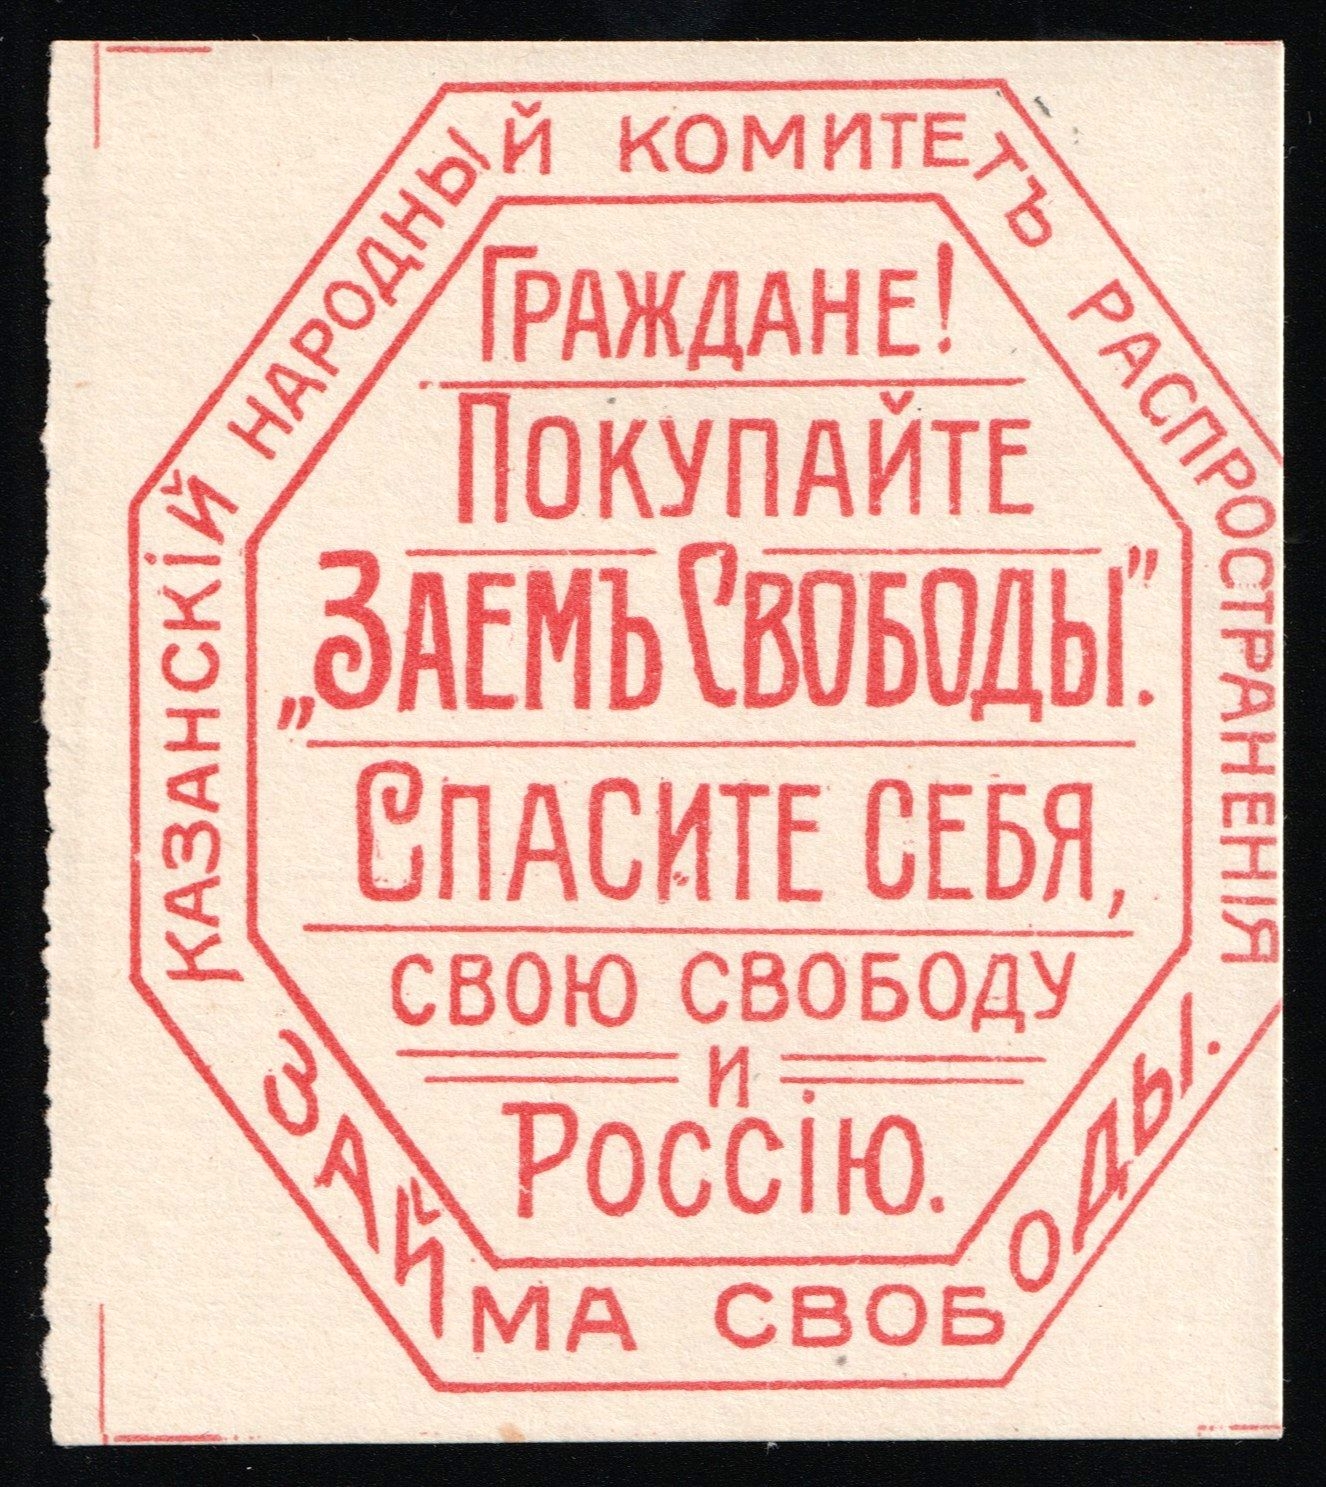 КАЗАНСКІЙ НАРОДНЫЙ КОМИТЕТЪ РАСПРОСТРАНЕНІЯ
ЗАЙМА СВОБОДЫ.
ГРАЖДАНЕ!
ПОКУПАЙТЕ
„ЗАЕМЪ СВОБОДЫ".
СПАСИТЕ СЕБЯ,
СВОЮ СВОБОДУ
И
РОССІЮ.